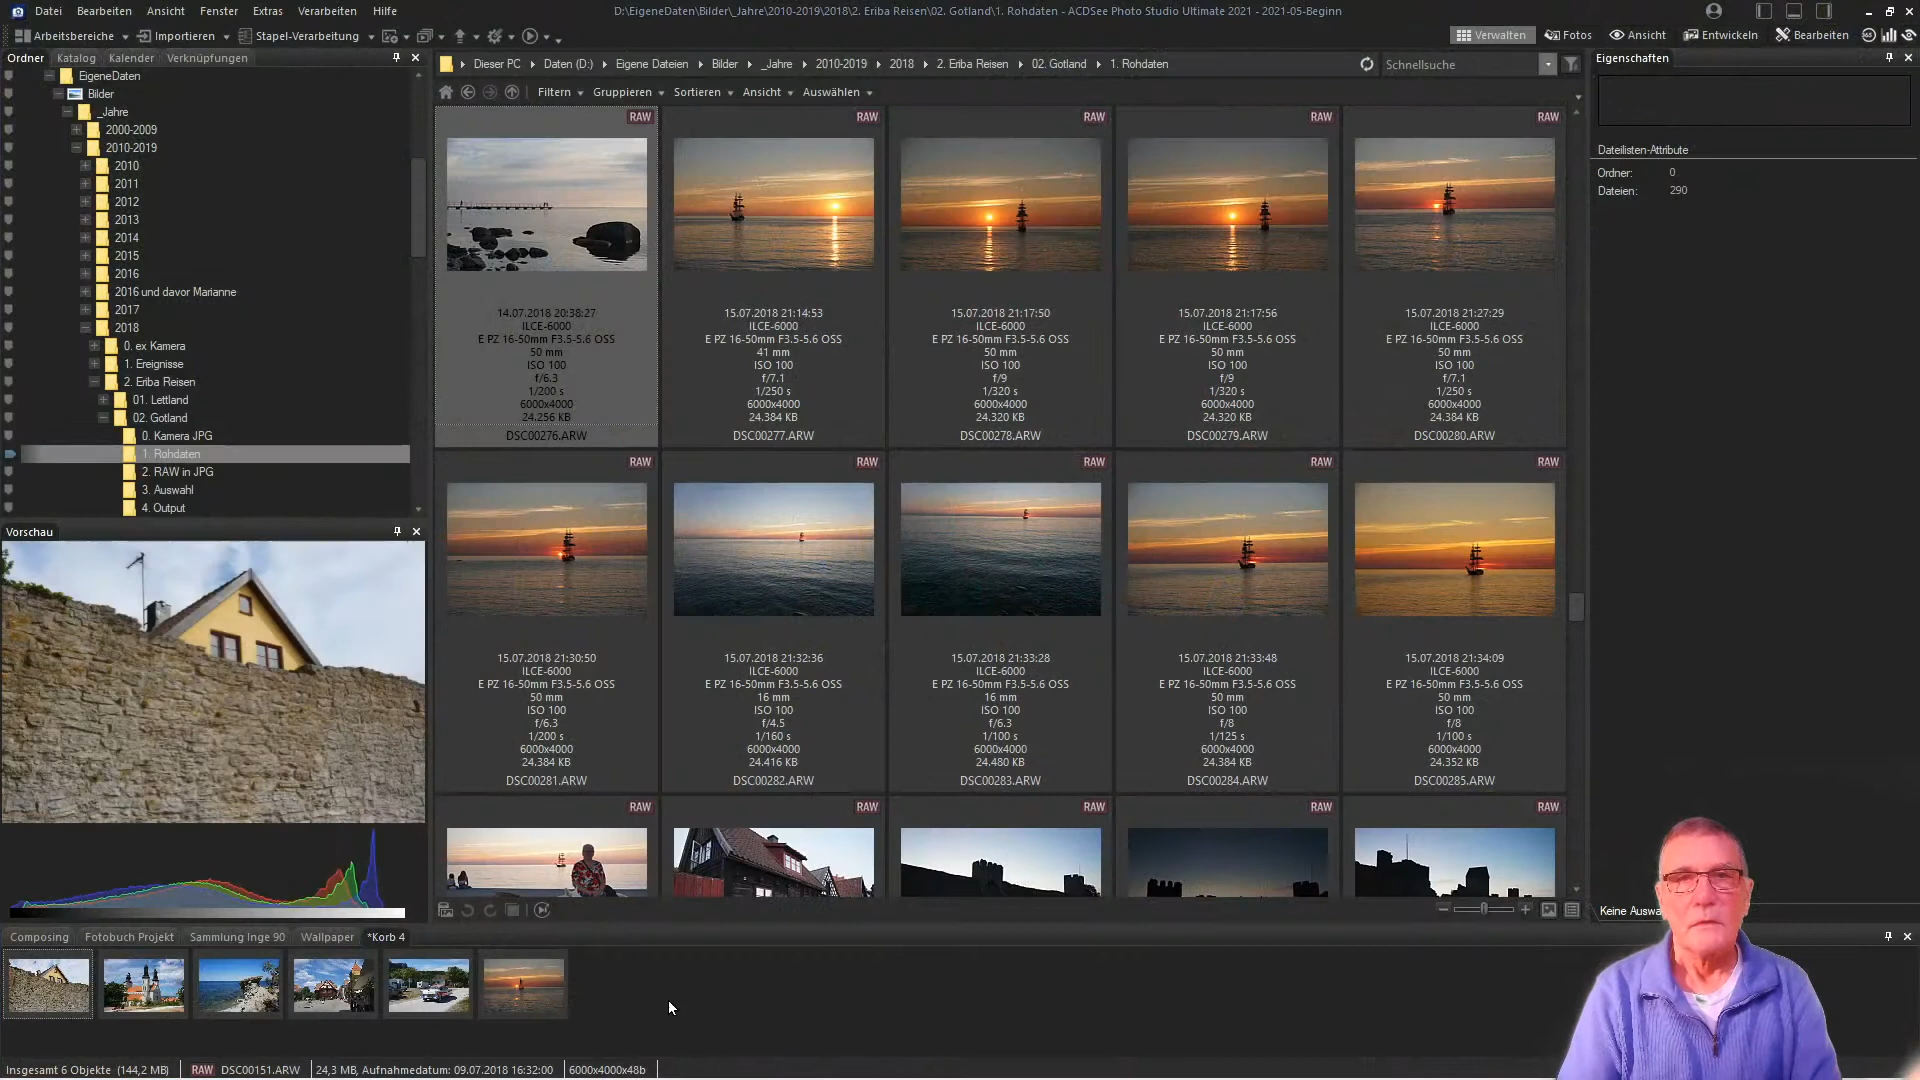 Datei Bearbeiten Ansicht Fenster Extras Verarbeiten Hilfe
D:\EigeneDaten\Bilder\_Jahre\2010-2019\2018\2. Eriba Reisen\02. Gotland\1. Rohdaten - ACDSee Photo Studio Ultimate 2021 - 2021-05-Beginn
Arbeitsbereiche Importieren Stapel-Verarbeitung
Verwalten Fotos Ansicht Entwickeln Bearbeiten 365
Ordner Katalog Kalender Verknüpfungen
Dieser PC Daten (D:) Eigene Dateien Bilder _Jahre 2010-2019 2018 2. Eriba Reisen 02. Gotland 1. Rohdaten
Schnellsuche
Filtern Gruppieren Sortieren Ansicht Auswählen
EigeneDaten
Bilder
_Jahre
2000-2009
2010-2019
2010
2011
2012
2013
2014
2015
2016
2016 und davor Marianne
2017
2018
0. ex Kamera
1. Ereignisse
2. Eriba Reisen
01. Lettland
02. Gotland
0. Kamera JPG
1. Rohdaten
2. RAW in JPG
3. Auswahl
4. Output
Vorschau
RAW
14.07.2018 20:38:27
ILCE-6000
E PZ 16-50mm F3.5-5.6 OSS
50 mm
ISO 100
f/6.3
1/200 s
6000x4000
24.256 KB
DSC00276.ARW
RAW
15.07.2018 21:14:53
ILCE-6000
E PZ 16-50mm F3.5-5.6 OSS
41 mm
ISO 100
f/7.1
1/250 s
6000x4000
24.384 KB
DSC00277.ARW
RAW
15.07.2018 21:17:50
ILCE-6000
E PZ 16-50mm F3.5-5.6 OSS
50 mm
ISO 100
f/9
1/320 s
6000x4000
24.320 KB
DSC00278.ARW
RAW
15.07.2018 21:17:56
ILCE-6000
E PZ 16-50mm F3.5-5.6 OSS
50 mm
ISO 100
f/9
1/320 s
6000x4000
24.320 KB
DSC00279.ARW
RAW
15.07.2018 21:27:29
ILCE-6000
E PZ 16-50mm F3.5-5.6 OSS
50 mm
ISO 100
f/7.1
1/250 s
6000x4000
24.384 KB
DSC00280.ARW
RAW
15.07.2018 21:30:50
ILCE-6000
E PZ 16-50mm F3.5-5.6 OSS
50 mm
ISO 100
f/6.3
1/200 s
6000x4000
24.384 KB
DSC00281.ARW
RAW
15.07.2018 21:32:36
ILCE-6000
E PZ 16-50mm F3.5-5.6 OSS
16 mm
ISO 100
f/4.5
1/160 s
6000x4000
24.416 KB
DSC00282.ARW
RAW
15.07.2018 21:33:28
ILCE-6000
E PZ 16-50mm F3.5-5.6 OSS
16 mm
ISO 100
f/6.3
1/100 s
6000x4000
24.480 KB
DSC00283.ARW
RAW
15.07.2018 21:33:48
ILCE-6000
E PZ 16-50mm F3.5-5.6 OSS
50 mm
ISO 100
f/8
1/125 s
6000x4000
24.384 KB
DSC00284.ARW
RAW
15.07.2018 21:34:09
ILCE-6000
E PZ 16-50mm F3.5-5.6 OSS
50 mm
ISO 100
f/8
1/100 s
6000x4000
24.352 KB
DSC00285.ARW
RAW
RAW
RAW
RAW
RAW
Eigenschaften
Dateilisten-Attribute
Ordner: 0
Dateien: 290
Keine Auswa
Composing Fotobuch Projekt Sammlung Inge 90 Wallpaper *Korb 4
Insgesamt 6 Objekte (144,2 MB) RAW DSC00151.ARW 24,3 MB, Aufnahmedatum: 09.07.2018 16:32:00 6000x4000x48b